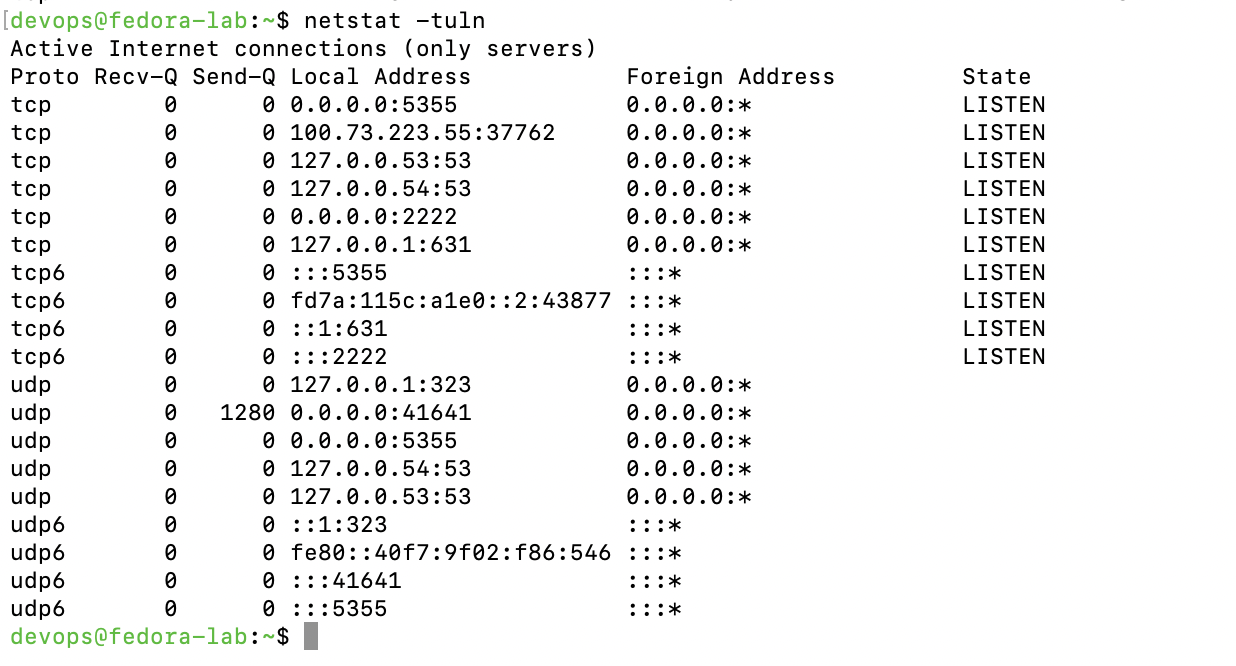 [devops@fedora-lab:~$ netstat -tuln
Active Internet connections (only servers)
Proto Recv-Q Send-Q Local Address           Foreign Address         State
tcp        0      0 0.0.0.0:5355            0.0.0.0:*               LISTEN
tcp        0      0 100.73.223.55:37762     0.0.0.0:*               LISTEN
tcp        0      0 127.0.0.53:53           0.0.0.0:*               LISTEN
tcp        0      0 127.0.0.54:53           0.0.0.0:*               LISTEN
tcp        0      0 0.0.0.0:2222            0.0.0.0:*               LISTEN
tcp        0      0 127.0.0.1:631           0.0.0.0:*               LISTEN
tcp6       0      0 :::5355                 :::*                    LISTEN
tcp6       0      0 fd7a:115c:a1e0::2:43877 :::*                    LISTEN
tcp6       0      0 ::1:631                 :::*                    LISTEN
tcp6       0      0 :::2222                 :::*                    LISTEN
udp        0      0 127.0.0.1:323           0.0.0.0:*
udp        0   1280 0.0.0.0:41641           0.0.0.0:*
udp        0      0 0.0.0.0:5355            0.0.0.0:*
udp        0      0 127.0.0.54:53           0.0.0.0:*
udp        0      0 127.0.0.53:53           0.0.0.0:*
udp6       0      0 ::1:323                 :::*
udp6       0      0 fe80::40f7:9f02:f86:546 :::*
udp6       0      0 :::41641                :::*
udp6       0      0 :::5355                 :::*
devops@fedora-lab:~$